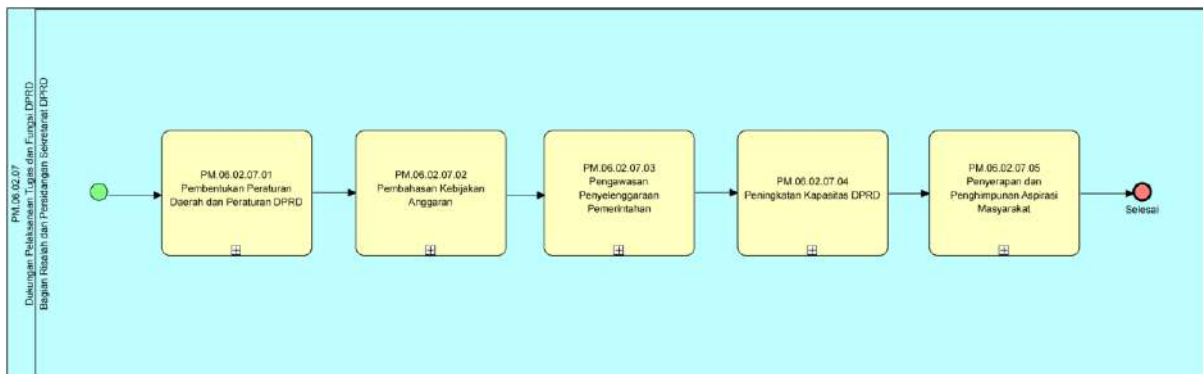 PM.06.02.07
Dukungan Pelaksanaan Tugas dan Fungsi DPRD
Bagian Risalah dan Persidangan Sekretariat DPRD
PM.06.02.07.01
Pembentukan Peraturan
Daerah dan Peraturan DPRD
PM.06.02.07.02
Pembahasan Kebijakan
Anggaran
PM.06.02.07.03
Pengawasan
Penyelenggaraan
Pemerintahan
PM.06.02.07.04
Peningkatan Kapasitas DPRD
PM.06.02.07.05
Penyerapan dan
Penghimpunan Aspirasi
Masyarakat
Selesai